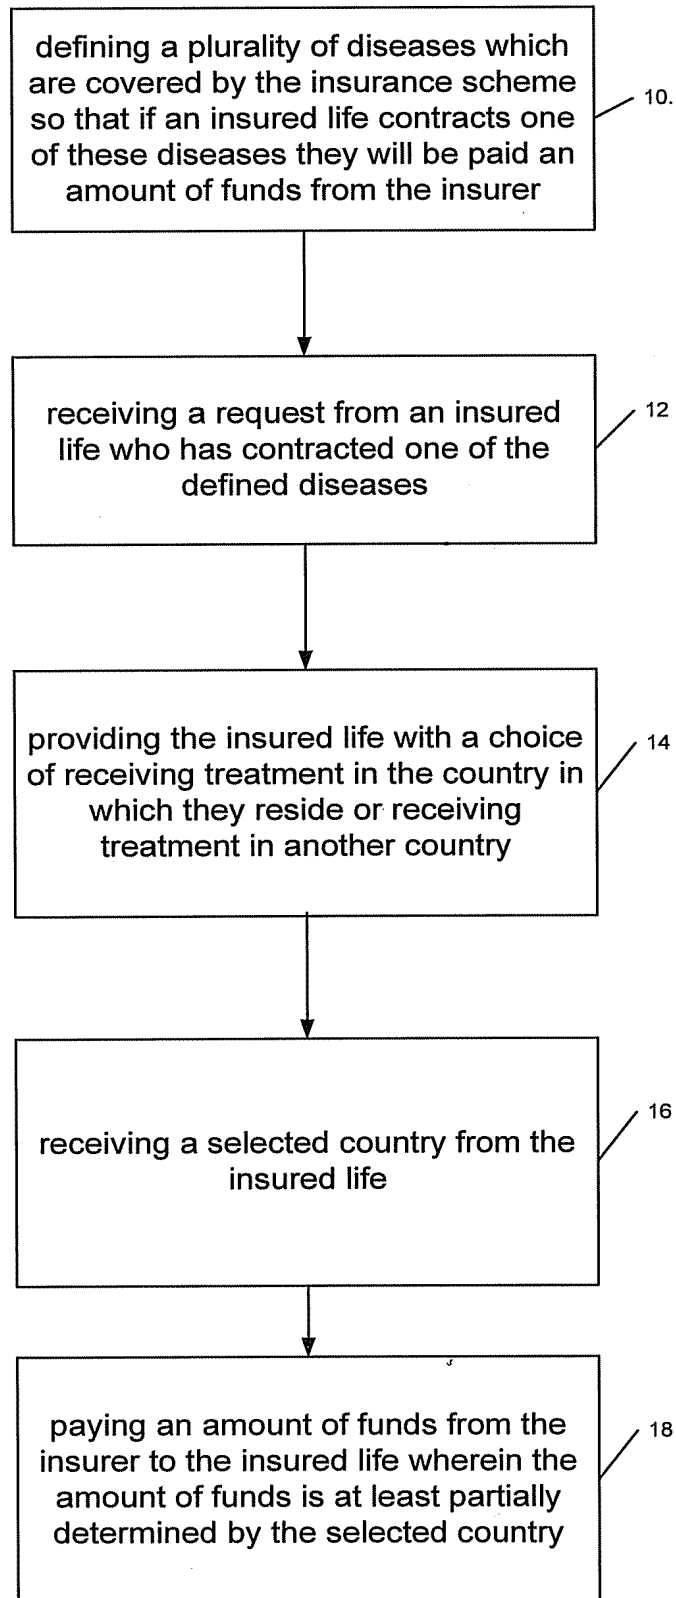 defining a plurality of diseases which
are covered by the insurance scheme
so that if an insured life contracts one
of these diseases they will be paid an
amount of funds from the insurer
10.
receiving a request from an insured
life who has contracted one of the
defined diseases
12
providing the insured life with a choice
of receiving treatment in the country in
which they reside or receiving
treatment in another country
14
receiving a selected country from the
insured life
16
paying an amount of funds from the
insurer to the insured life wherein the
amount of funds is at least partially
determined by the selected country
18